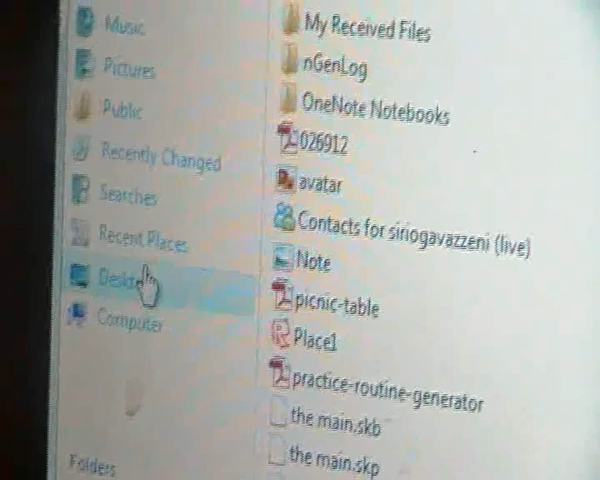 Music
Pictures
Public
Recently Changed
Searches
Recent Places
Desktop
Computer
Folders
My Received Files
nGenLog
OneNote Notebooks
026912
avatar
Contacts for siriogavazzeni (live)
Note
picnic-table
Place1
practice-routine-generator
the main.skb
the main.skp